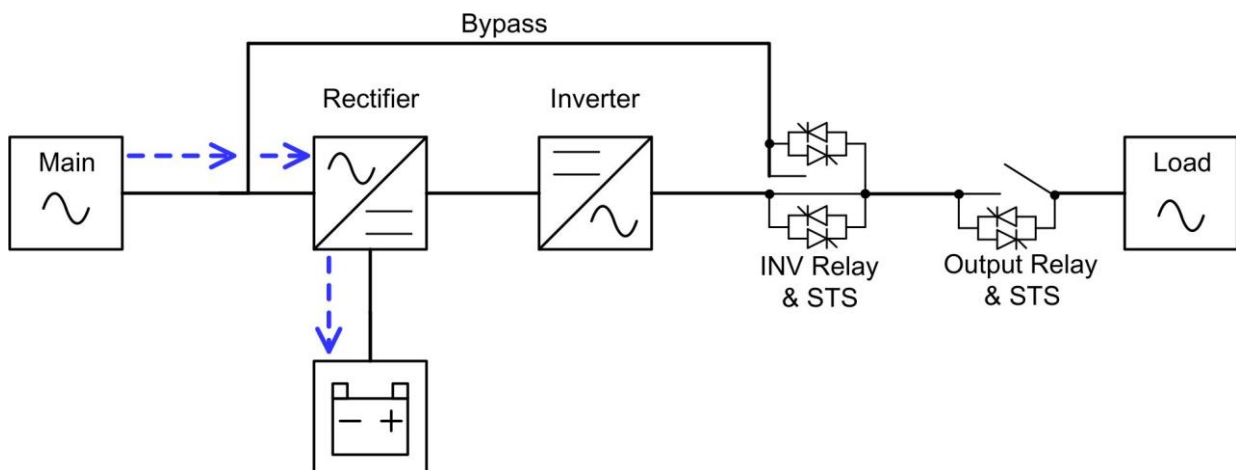 Bypass
Rectifier
Inverter
Main
Load
INV Relay
& STS
Output Relay
& STS